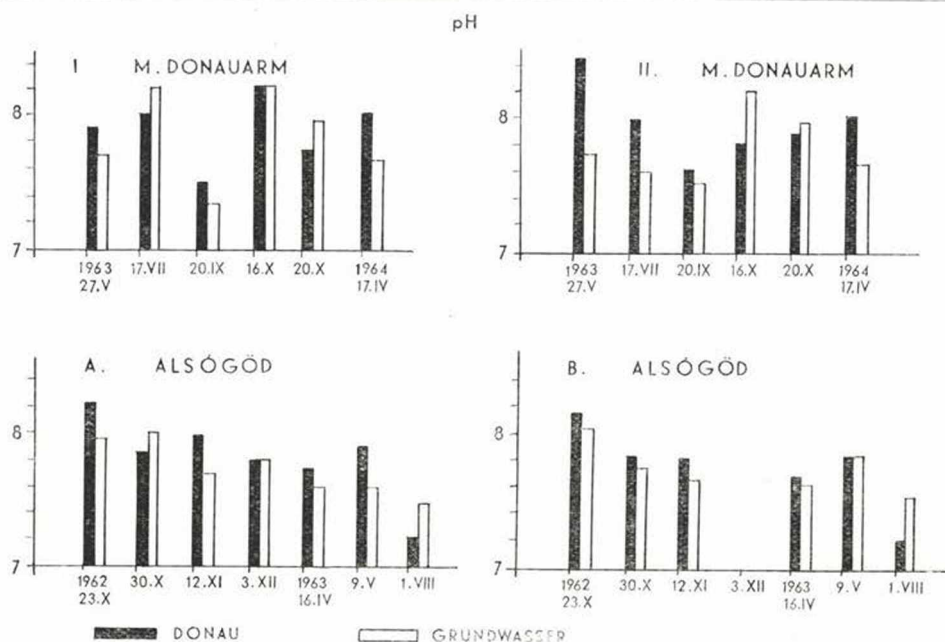 pH
I M. DONAUARM
8
7
1963 17.VII 20.IX 16.X 20.X 1964
27.V 17.IV
II. M. DONAUARM
8
7
1963 17.VII 20.IX 16.X 20.X 1964
27.V 17.IV
A. ALSÓGÖD
8
7
1962 30.X 12.XI 3.XII 1963 9.V 1.VIII
23.X 16.IV
B. ALSÓGÖD
8
7
1962 30.X 12.XI 3.XII 1963 9.V 1.VIII
23.X 16.IV
DONAU GRUNDWASSER